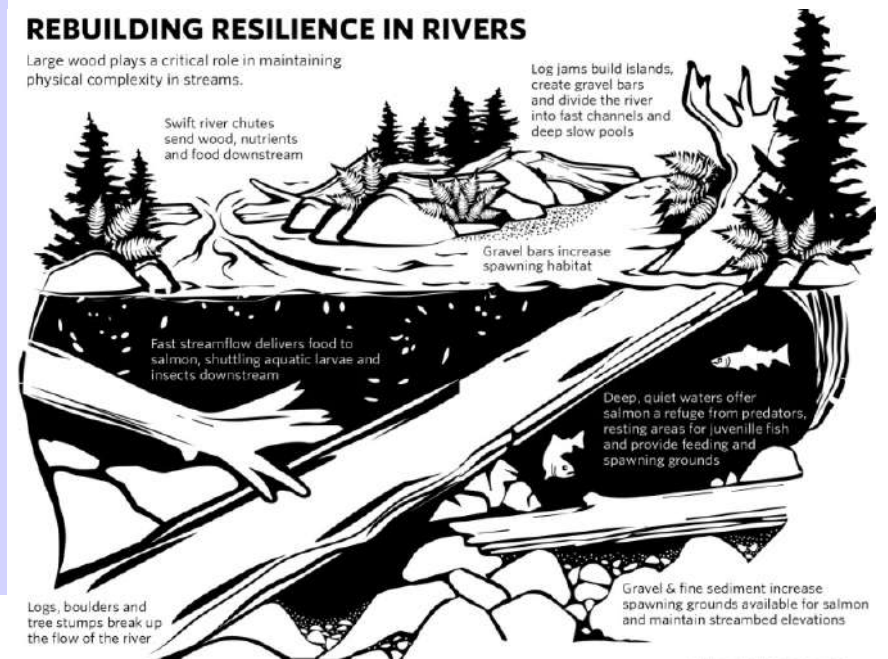 REBUILDING RESILIENCE IN RIVERS
Large wood plays a critical role in maintaining
physical complexity in streams.
Swift river chutes
send wood, nutrients
and food downstream
Log jams build islands,
create gravel bars
and divide the river
into fast channels and
deep slow pools
Gravel bars increase
spawning habitat
Fast streamflow delivers food to
salmon, shuttling aquatic larvae and
insects downstream
Deep, quiet waters offer
salmon a refuge from predators,
resting areas for juvenille fish
and provide feeding and
spawning grounds
Logs, boulders and
tree stumps break up
the flow of the river
Gravel & fine sediment increase
spawning grounds available for salmon
and maintain streambed elevations